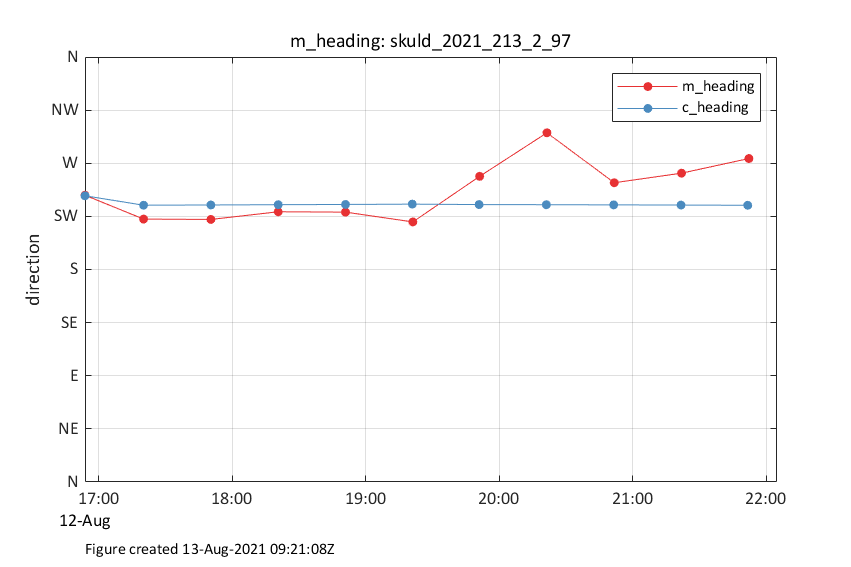 m_heading: skuld_2021_213_2_97
m_heading
c_heading
N
NW
W
SW
S
SE
E
NE
N
direction
17:00 18:00 19:00 20:00 21:00 22:00
12-Aug
Figure created 13-Aug-2021 09:21:08Z